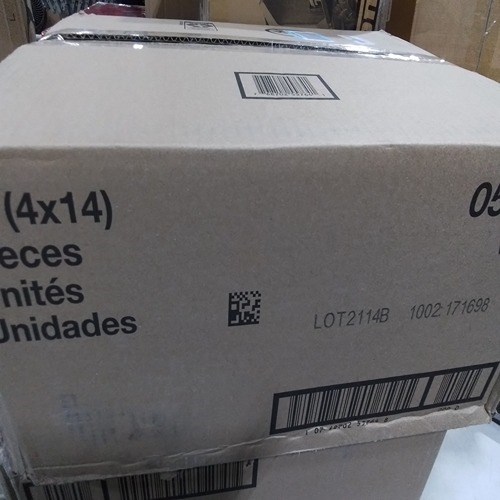 (4x14)
eces
nités
Unidades
05
LOT2114B 1002 171698